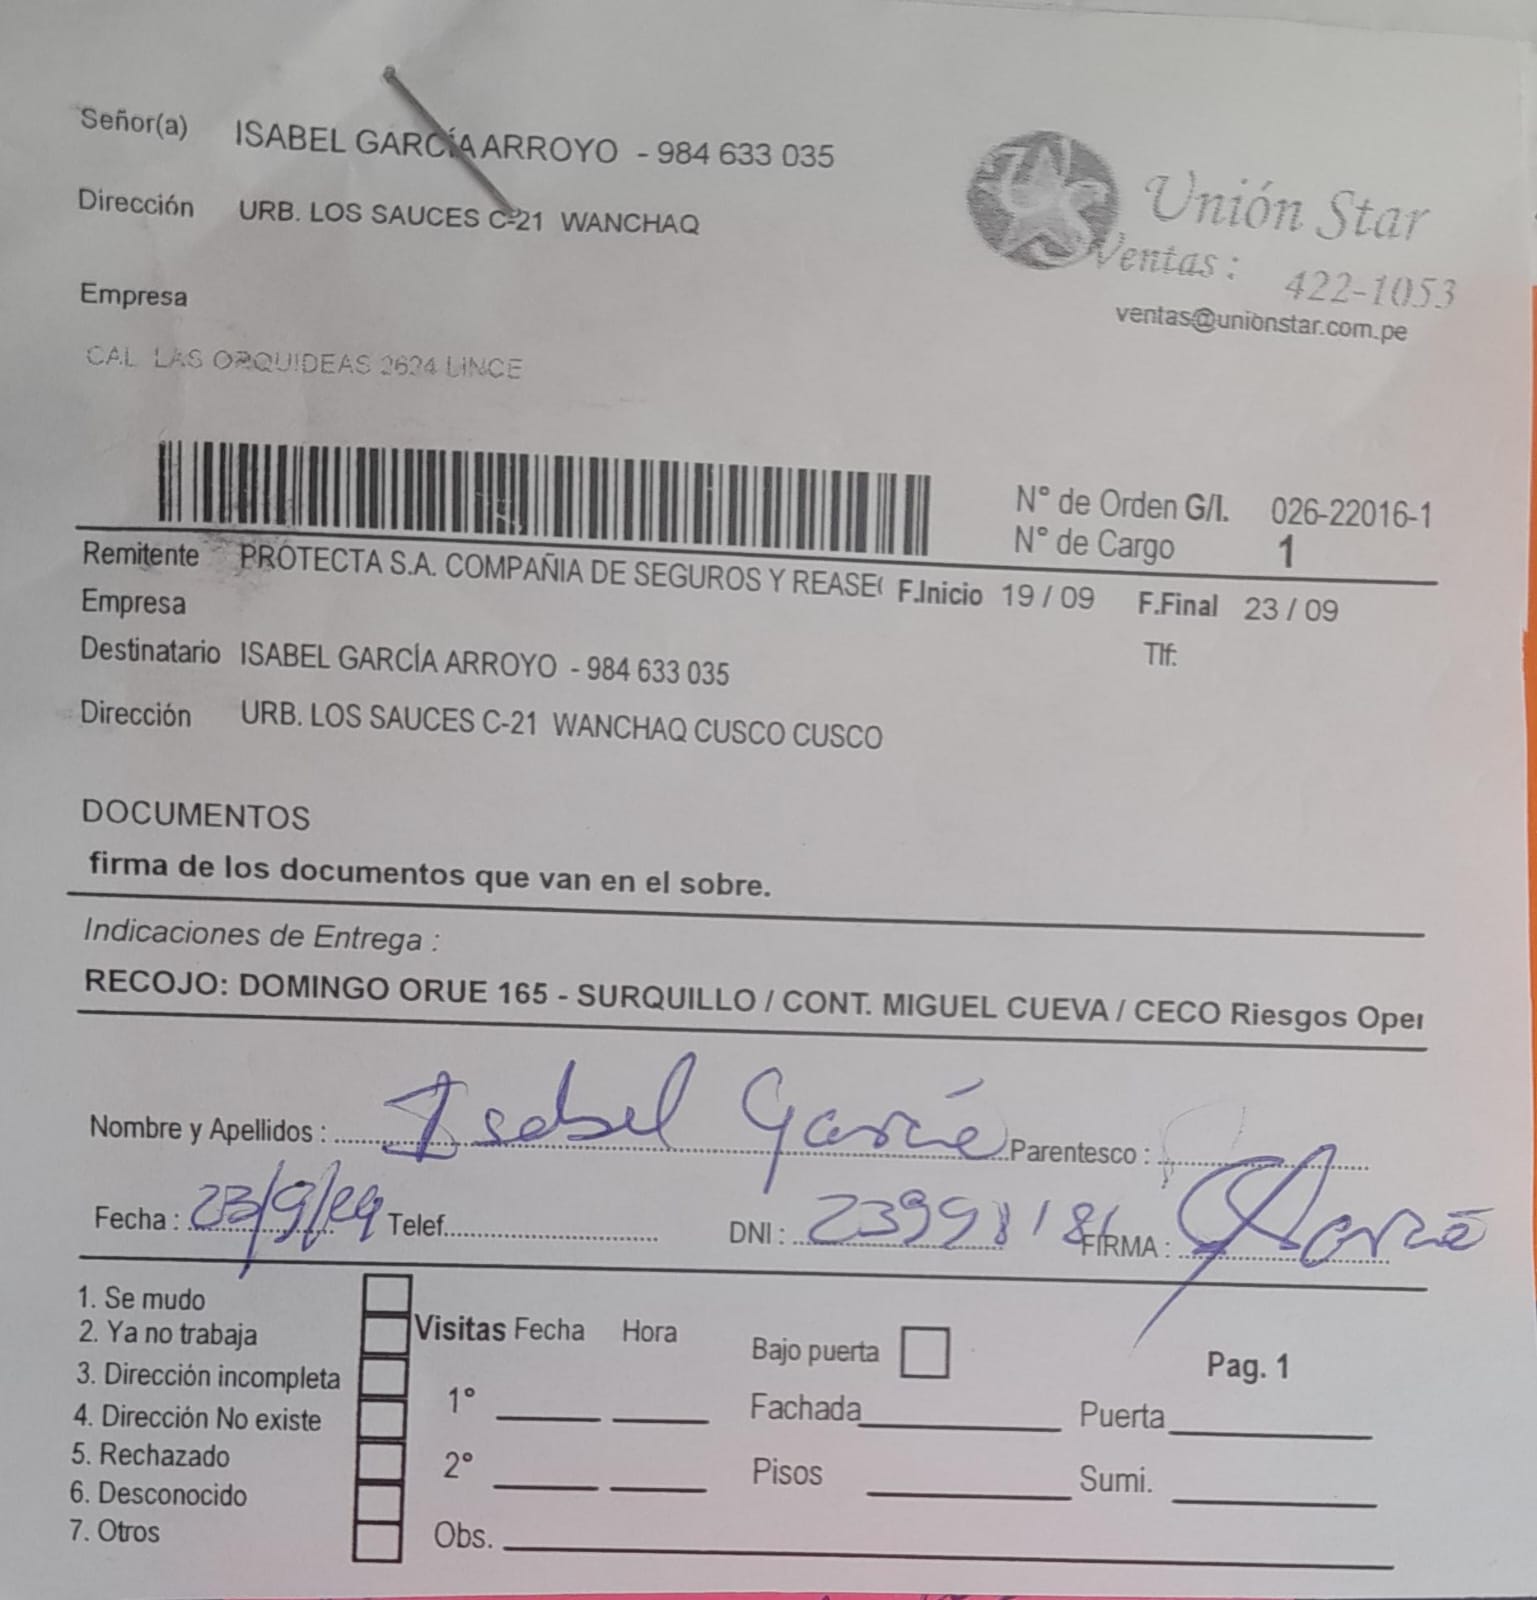 Señor(a) ISABEL GARCÍA ARROYO - 984 633 035
Dirección URB. LOS SAUCES C-21 WANCHAQ
Unión Star
Ventas: 422-1053
ventas@unionstar.com.pe
Empresa
CAL LAS ORQUIDEAS 2624 LINCE
N° de Orden G/I. 026-22016-1
N° de Cargo 1
Remitente PROTECTA S.A. COMPAÑIA DE SEGUROS Y REASE F.Inicio 19 / 09 F.Final 23 / 09
Empresa
Destinatario ISABEL GARCÍA ARROYO - 984 633 035 Tlf:
Dirección URB. LOS SAUCES C-21 WANCHAQ CUSCO CUSCO
DOCUMENTOS
firma de los documentos que van en el sobre.
Indicaciones de Entrega :
RECOJO: DOMINGO ORUE 165 - SURQUILLO / CONT. MIGUEL CUEVA / CECO Riesgos Oper
Nombre y Apellidos : Isabel García Parentesco :
Fecha : 23/9/24 Telef. DNI : FIRMA : García
1. Se mudo
2. Ya no trabaja
3. Dirección incompleta
4. Dirección No existe
5. Rechazado
6. Desconocido
7. Otros
Visitas Fecha Hora
1°
2°
Obs.
Bajo puerta Pag. 1
Fachada Puerta
Pisos Sumi.